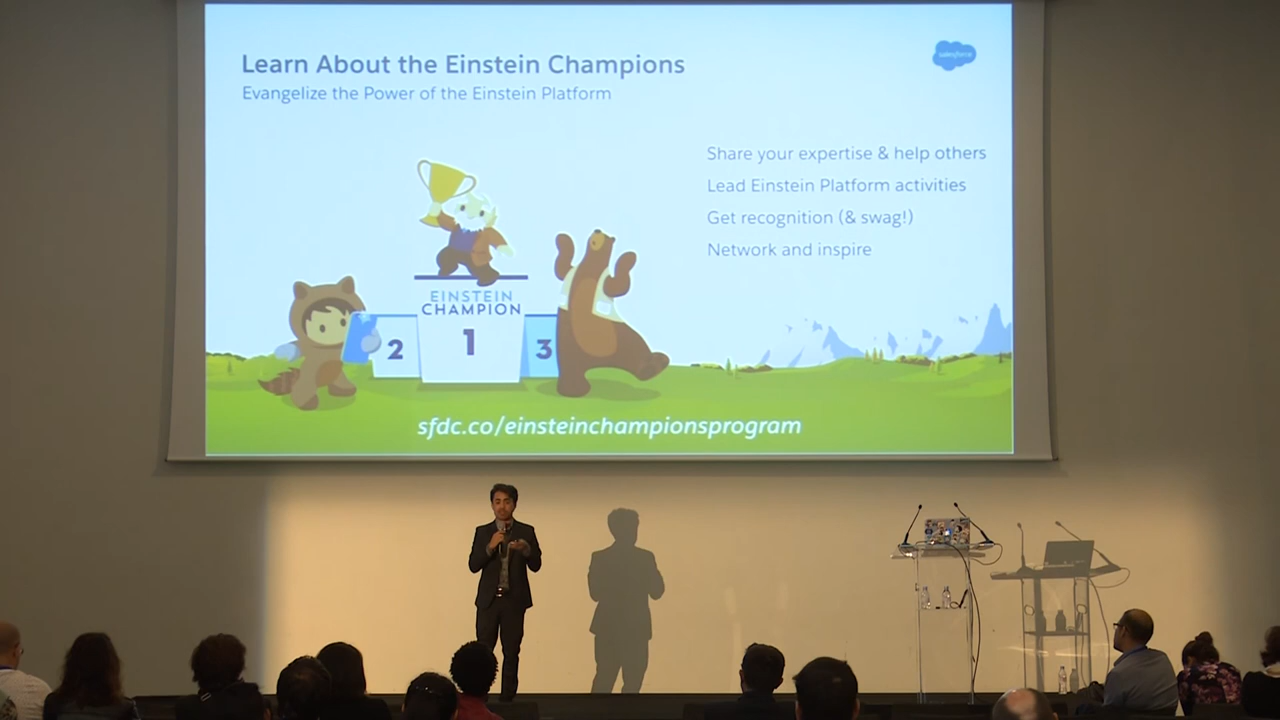 Learn About the Einstein Champions
Evangelize the Power of the Einstein Platform
salesforce
Share your expertise & help others
Lead Einstein Platform activities
Get recognition (& swag!)
Network and inspire
EINSTEIN
CHAMPION
2
1
3
sfdc.co/einsteinchampionsprogram